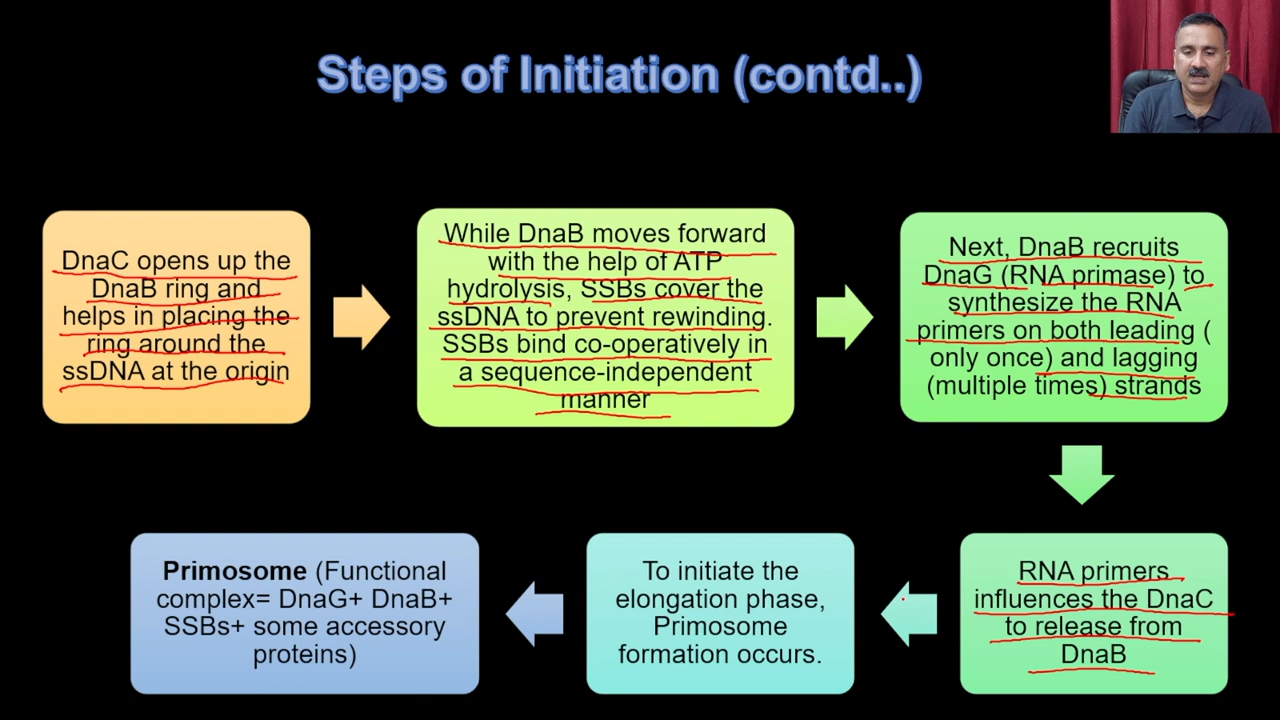 Steps of Initiation (contd..)
DnaC opens up the
DnaB ring and
helps in placing the
ring around the
ssDNA at the origin
While DnaB moves forward
with the help of ATP
hydrolysis, SSBs cover the
ssDNA to prevent rewinding.
SSBs bind co-operatively in
a sequence-independent
manner
Next, DnaB recruits
DnaG (RNA primase) to
synthesize the RNA
primers on both leading (
only once) and lagging
(multiple times) strands
RNA primers
influences the DnaC
to release from
DnaB
To initiate the
elongation phase,
Primosome
formation occurs.
Primosome (Functional
complex= DnaG+ DnaB+
SSBs+ some accessory
proteins)